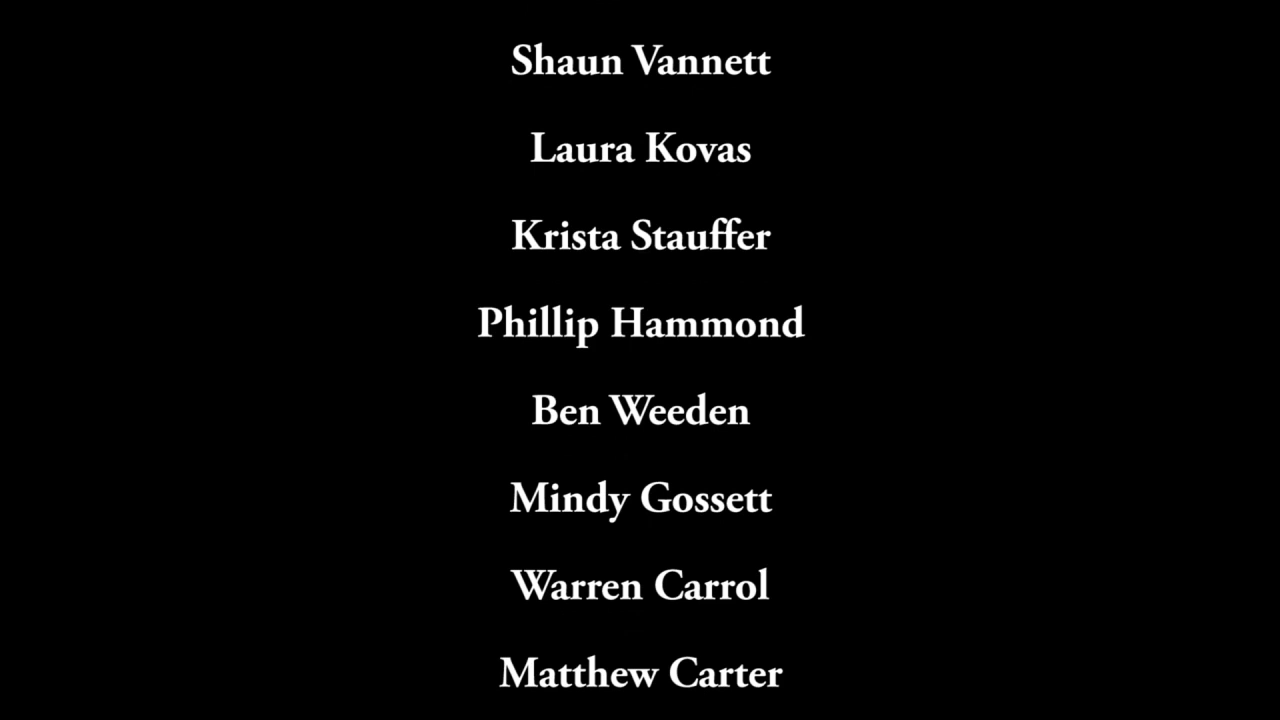 Shaun Vannett
Laura Kovas
Krista Stauffer
Phillip Hammond
Ben Weeden
Mindy Gossett
Warren Carrol
Matthew Carter